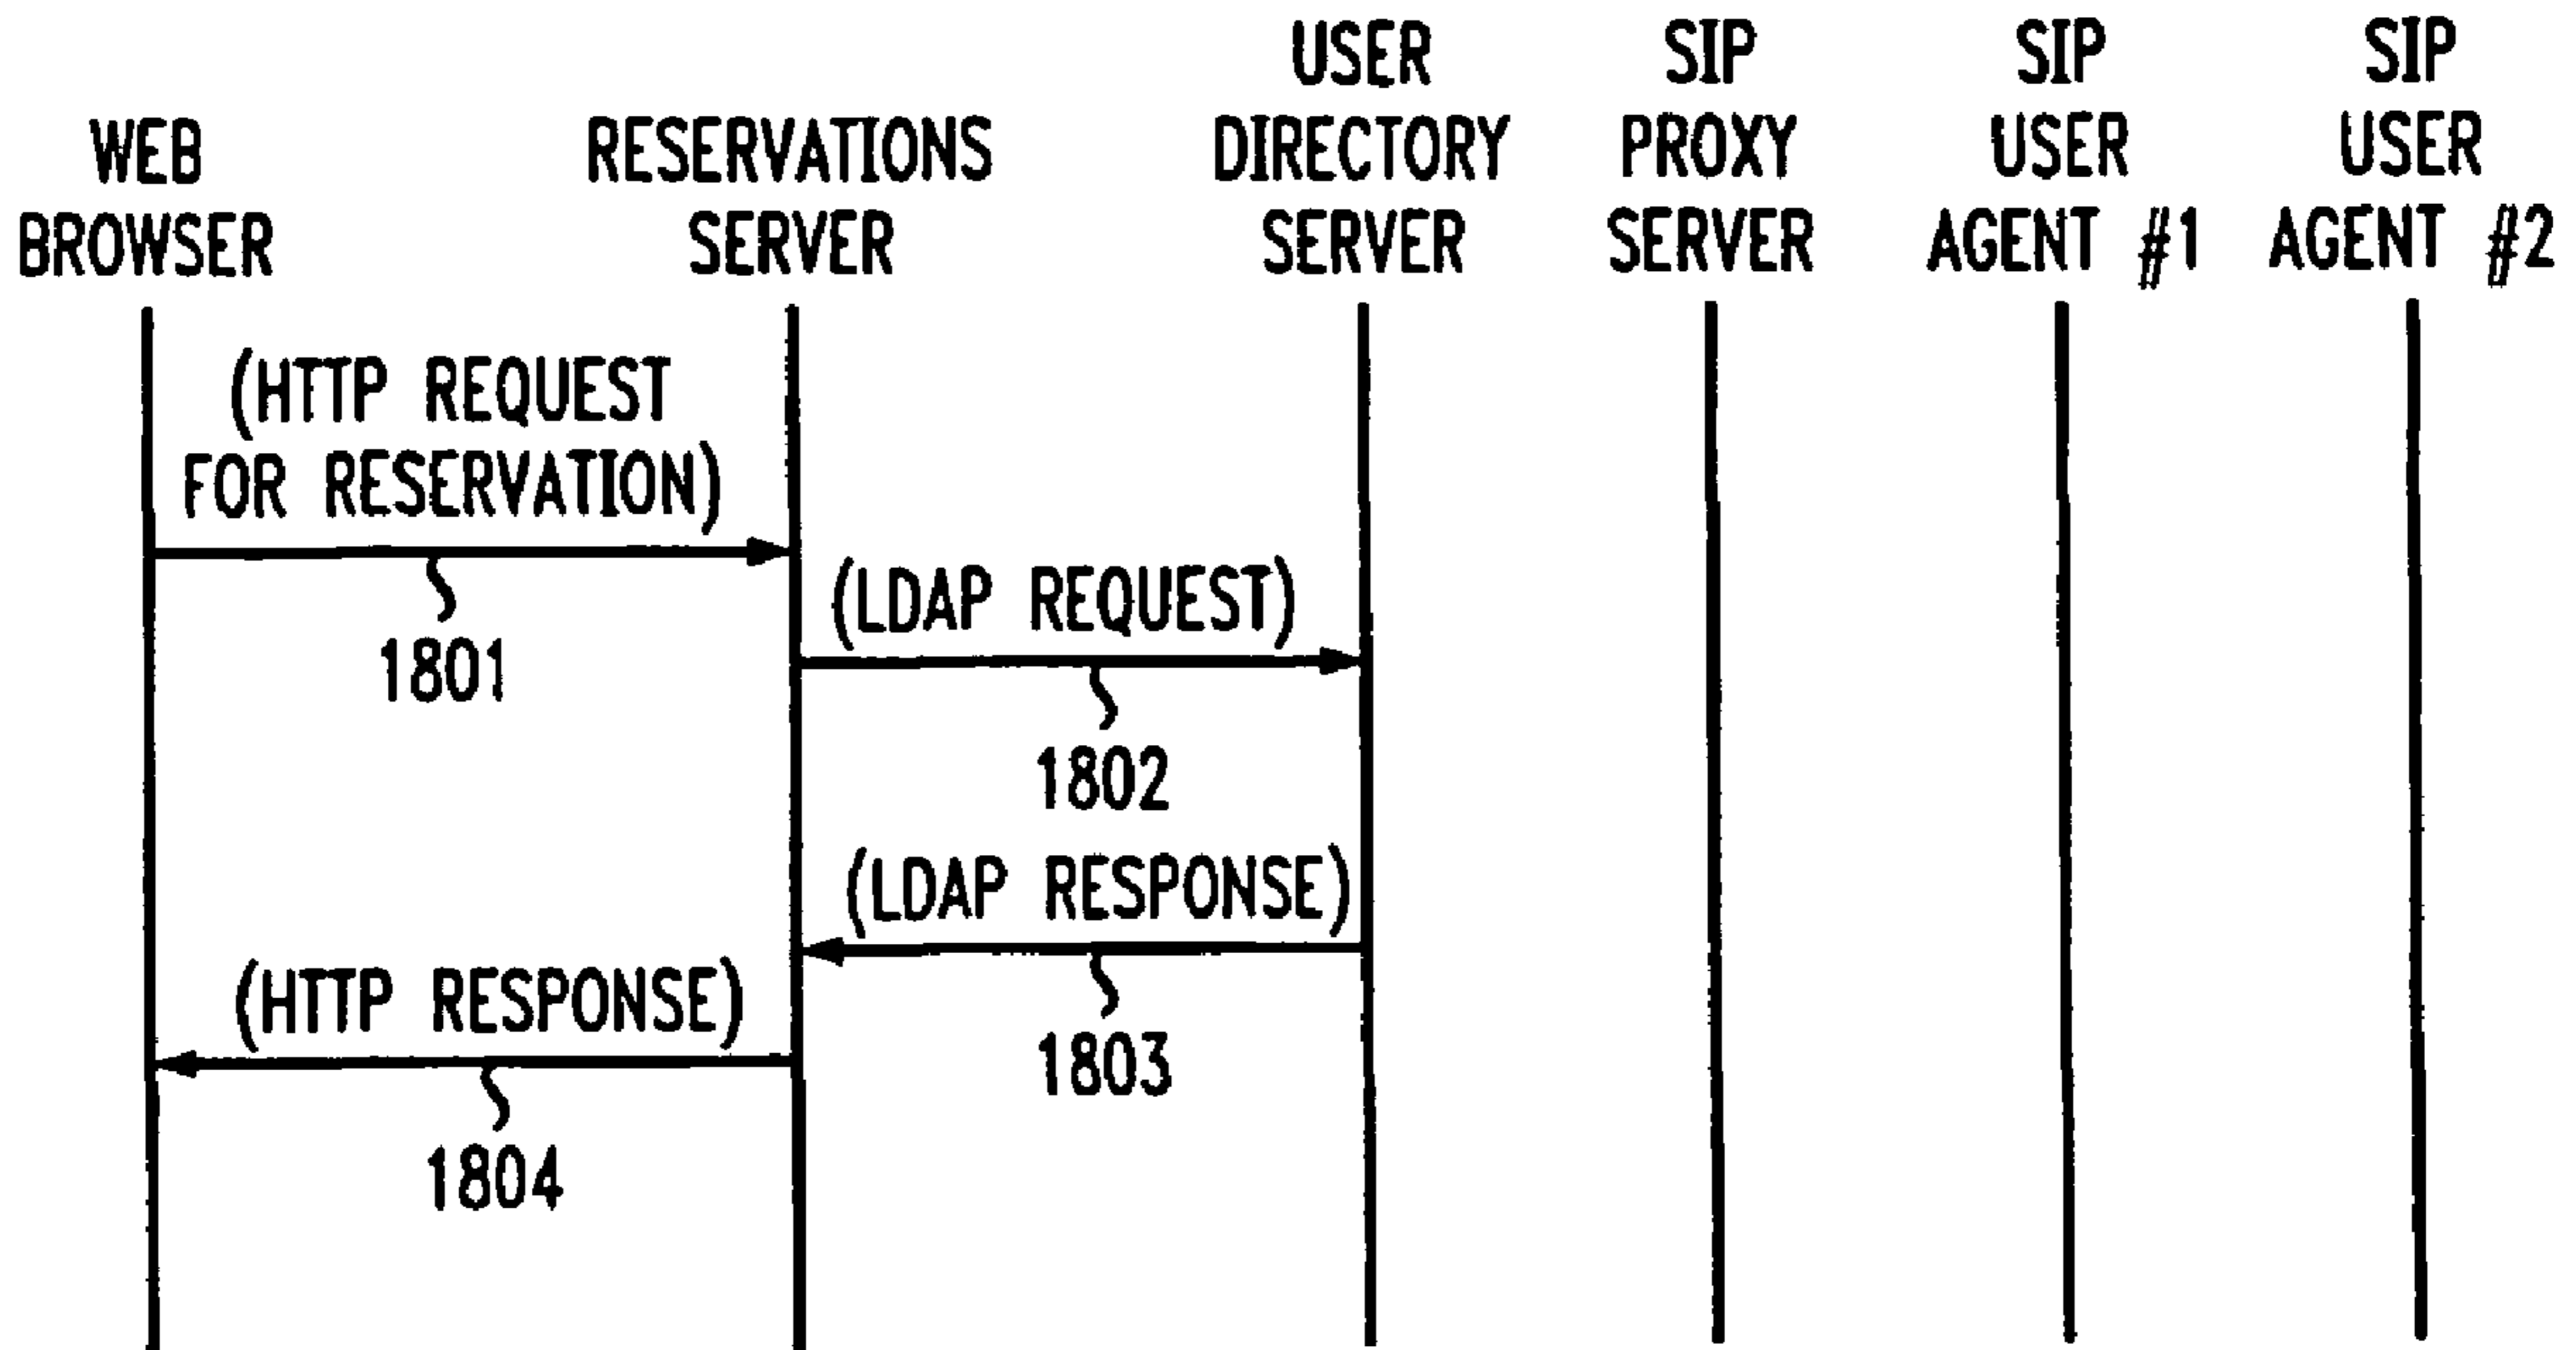 WEB
BROWSER
RESERVATIONS
SERVER
USER
DIRECTORY
SERVER
SIP
PROXY
SERVER
SIP
USER
AGENT #1
SIP
USER
AGENT #2
(HTTP REQUEST
FOR RESERVATION)
1801
(LDAP REQUEST)
1802
(LDAP RESPONSE)
1803
(HTTP RESPONSE)
1804